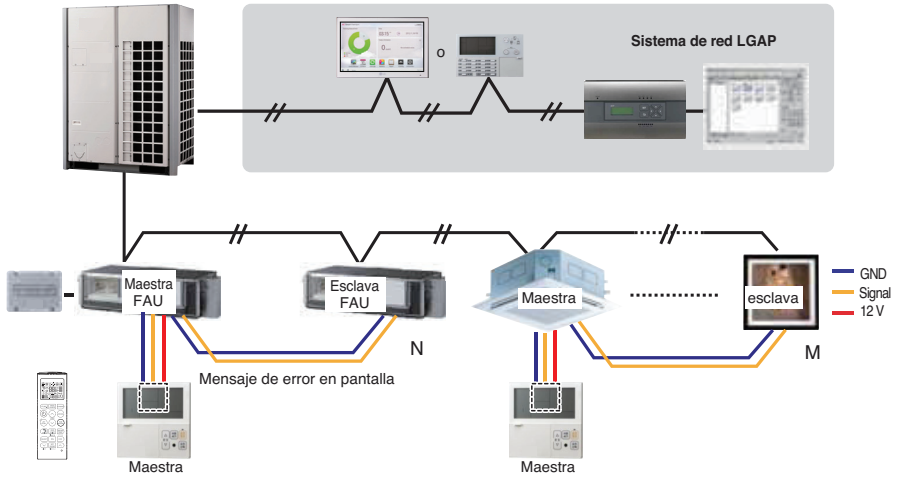 Sistema de red LGAP
o
Maestra
FAU
Esclava
FAU
Maestra
esclava
GND
Signal
12 V
N
M
Mensaje de error en pantalla
Maestra
Maestra